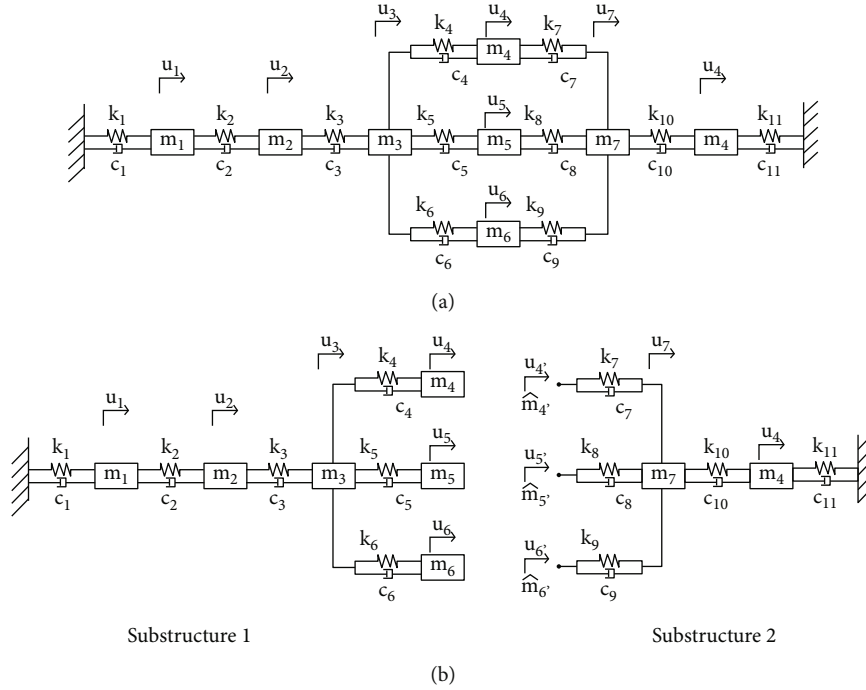 u3 k4 u4 k7 u7
m4
c4 c7
u1 u2 u5 u4
k1 k2 k3 k5 k8 k10 k11
m1 m2 m3 m5 m7 m4
c1 c2 c3 c5 c8 c10 c11
k6 u6 k9
m6
c6 c9
(a)
u3 k4 u4 u4' k7 u7
m4 m̂4'
c4 c7
u1 u2 u5 u5' u4
k1 k2 k3 k5 k8 k10 k11
m1 m2 m3 m5 m̂5' m7 m4
c1 c2 c3 c5 c8 c10 c11
k6 u6 u6' k9
m6 m̂6'
c6 c9
Substructure 1 Substructure 2
(b)